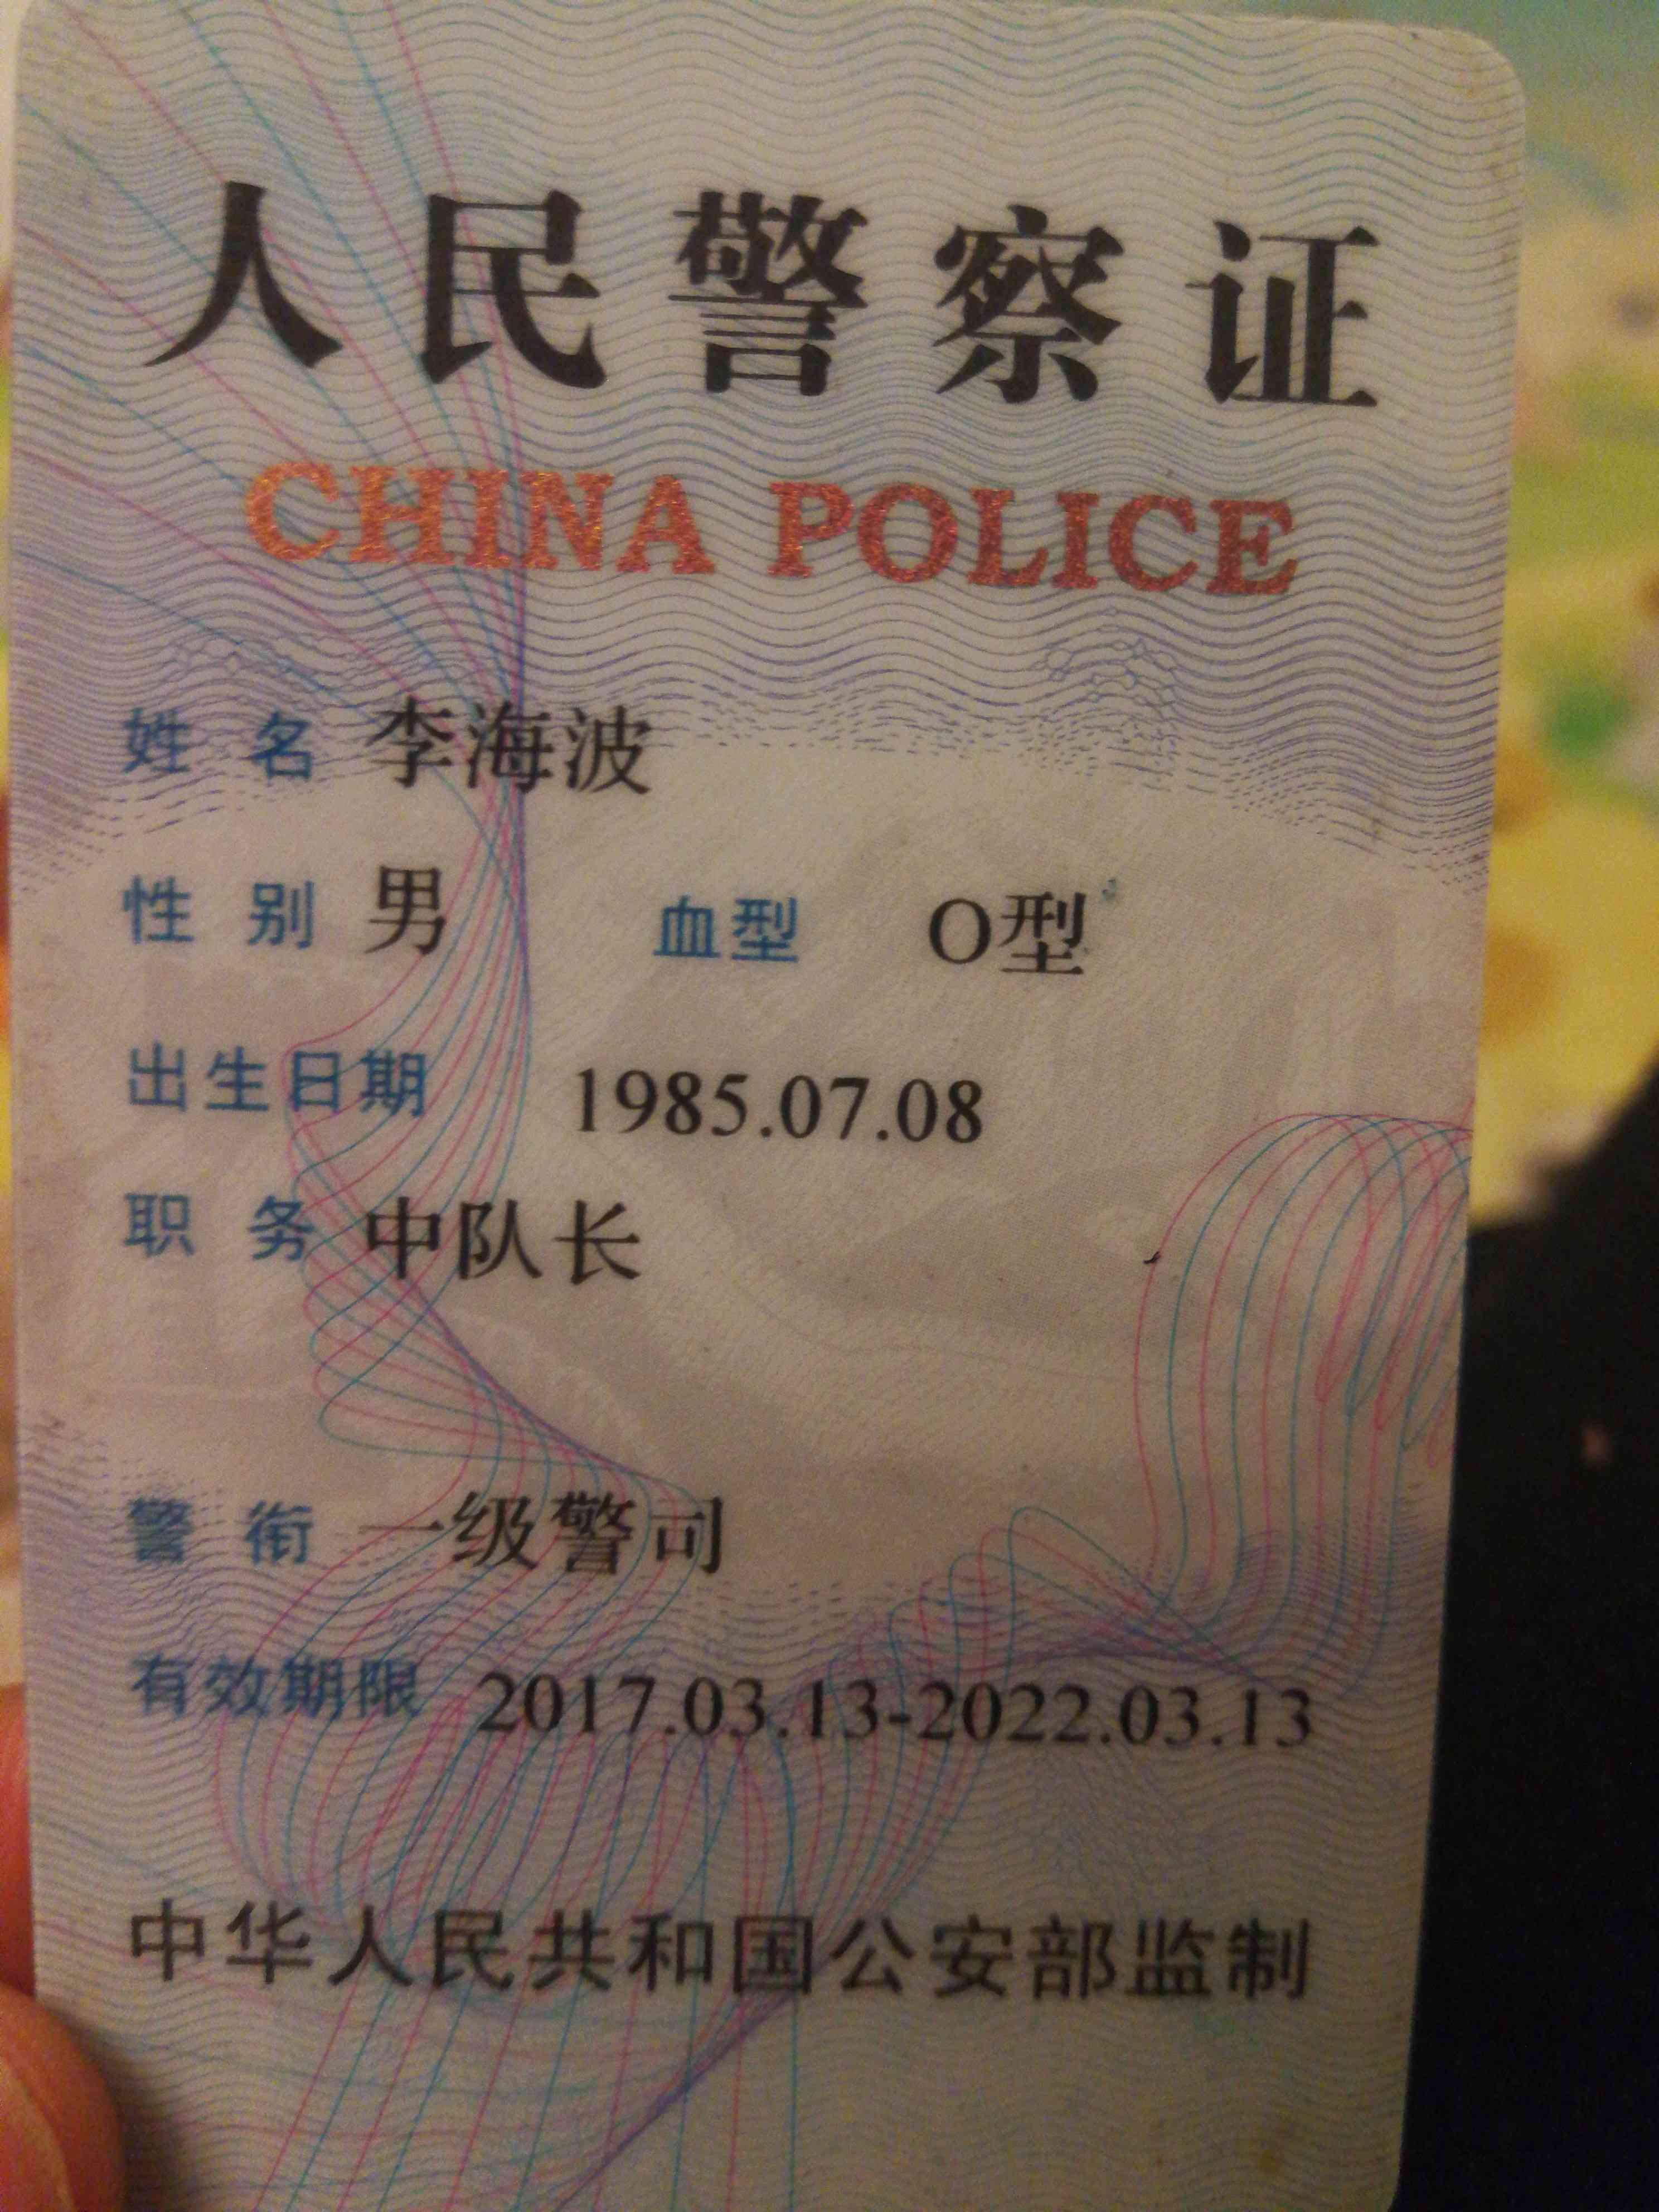 人民警察证
CHINA POLICE
姓 名 李海波
性 别 男 血型 O型
出生日期 1985.07.08
职 务 中队长
警 衔 一级警司
有效期限 2017.03.13-2022.03.13
中华人民共和国公安部监制